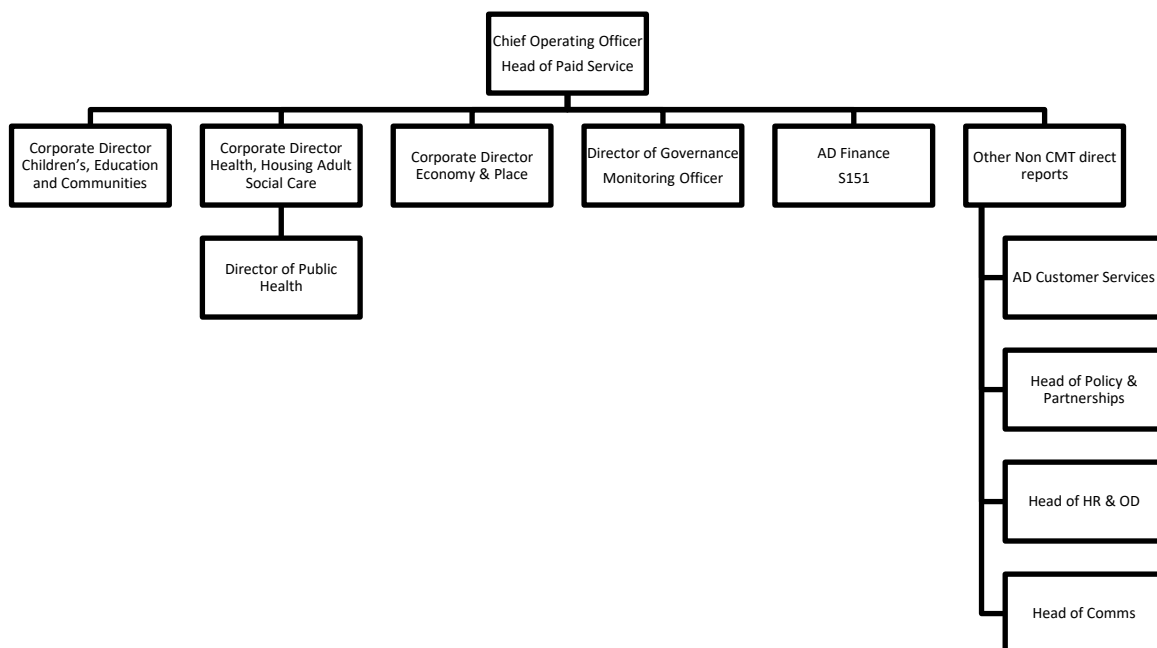 Chief Operating Officer
Head of Paid Service
Corporate Director
Children’s, Education
and Communities
Corporate Director
Health, Housing Adult
Social Care
Corporate Director
Economy & Place
Director of Governance
Monitoring Officer
AD Finance
S151
Other Non CMT direct
reports
Director of Public
Health
AD Customer Services
Head of Policy &
Partnerships
Head of HR & OD
Head of Comms